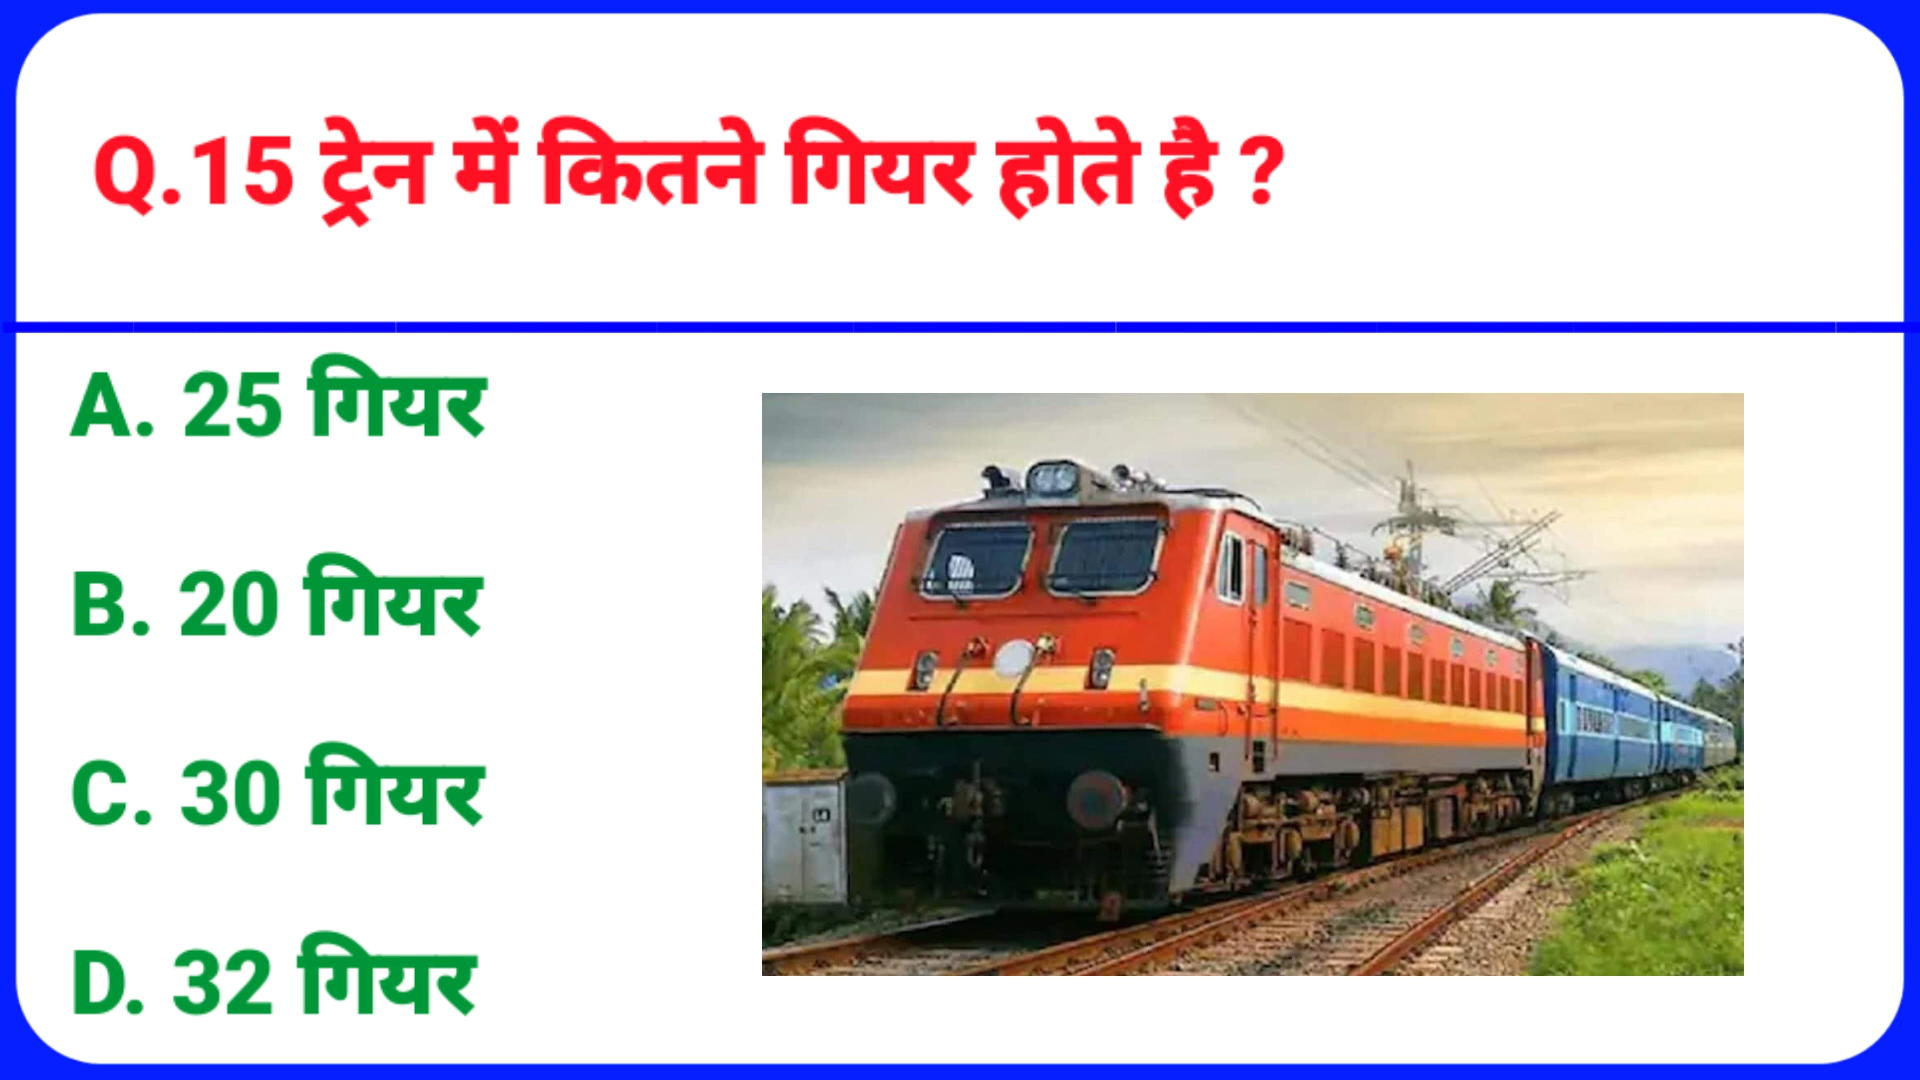 Q.15 ट्रेन में कितने गियर होते है ?
A. 25 गियर
B. 20 गियर
C. 30 गियर
D. 32 गियर